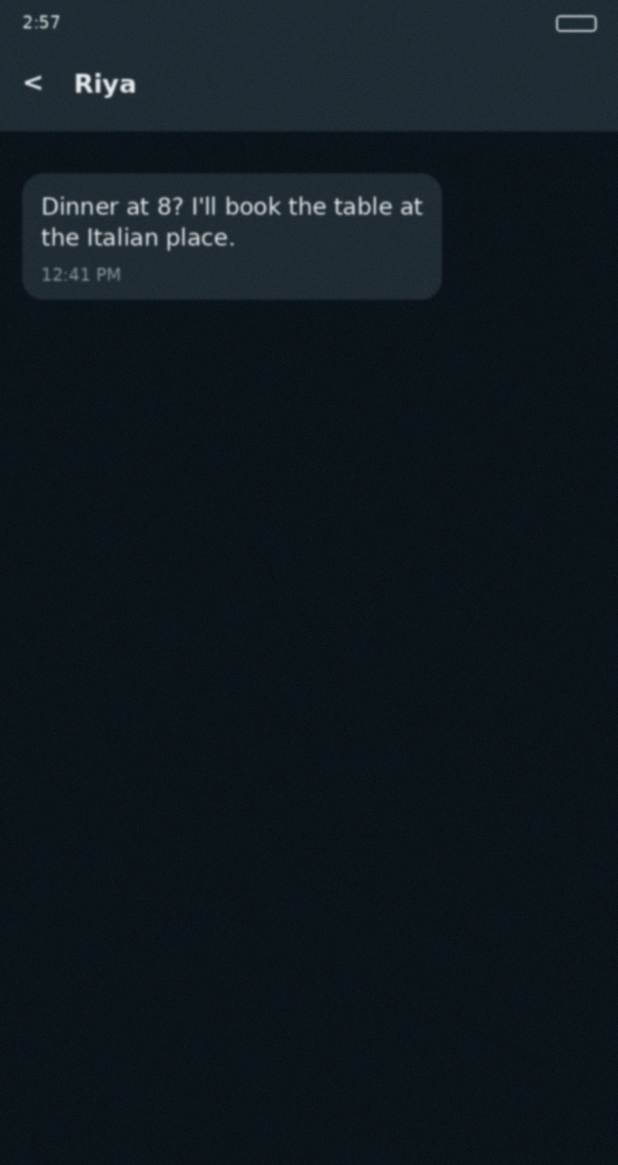 2:57
< Riya
Dinner at 8? I'll book the table at
the Italian place.
12:41 PM